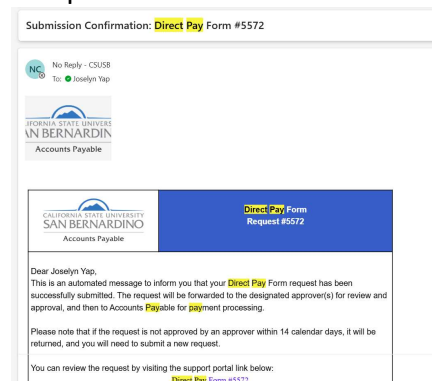 Submission Confirmation: Direct Pay Form #5572
NC
No Reply - CSUSB
To: Joselyn Yap
IFORNIA STATE UNIVERS
AN BERNARDIN
Accounts Payable
CALIFORNIA STATE UNIVERSITY
SAN BERNARDINO
Accounts Payable
Direct Pay Form
Request #5572
Dear Joselyn Yap,
This is an automated message to inform you that your Direct Pay Form request has been
successfully submitted. The request will be forwarded to the designated approver(s) for review and
approval, and then to Accounts Payable for payment processing.
Please note that if the request is not approved by an approver within 14 calendar days, it will be
returned, and you will need to submit a new request.
You can review the request by visiting the support portal link below:
Direct Pay Form #5572